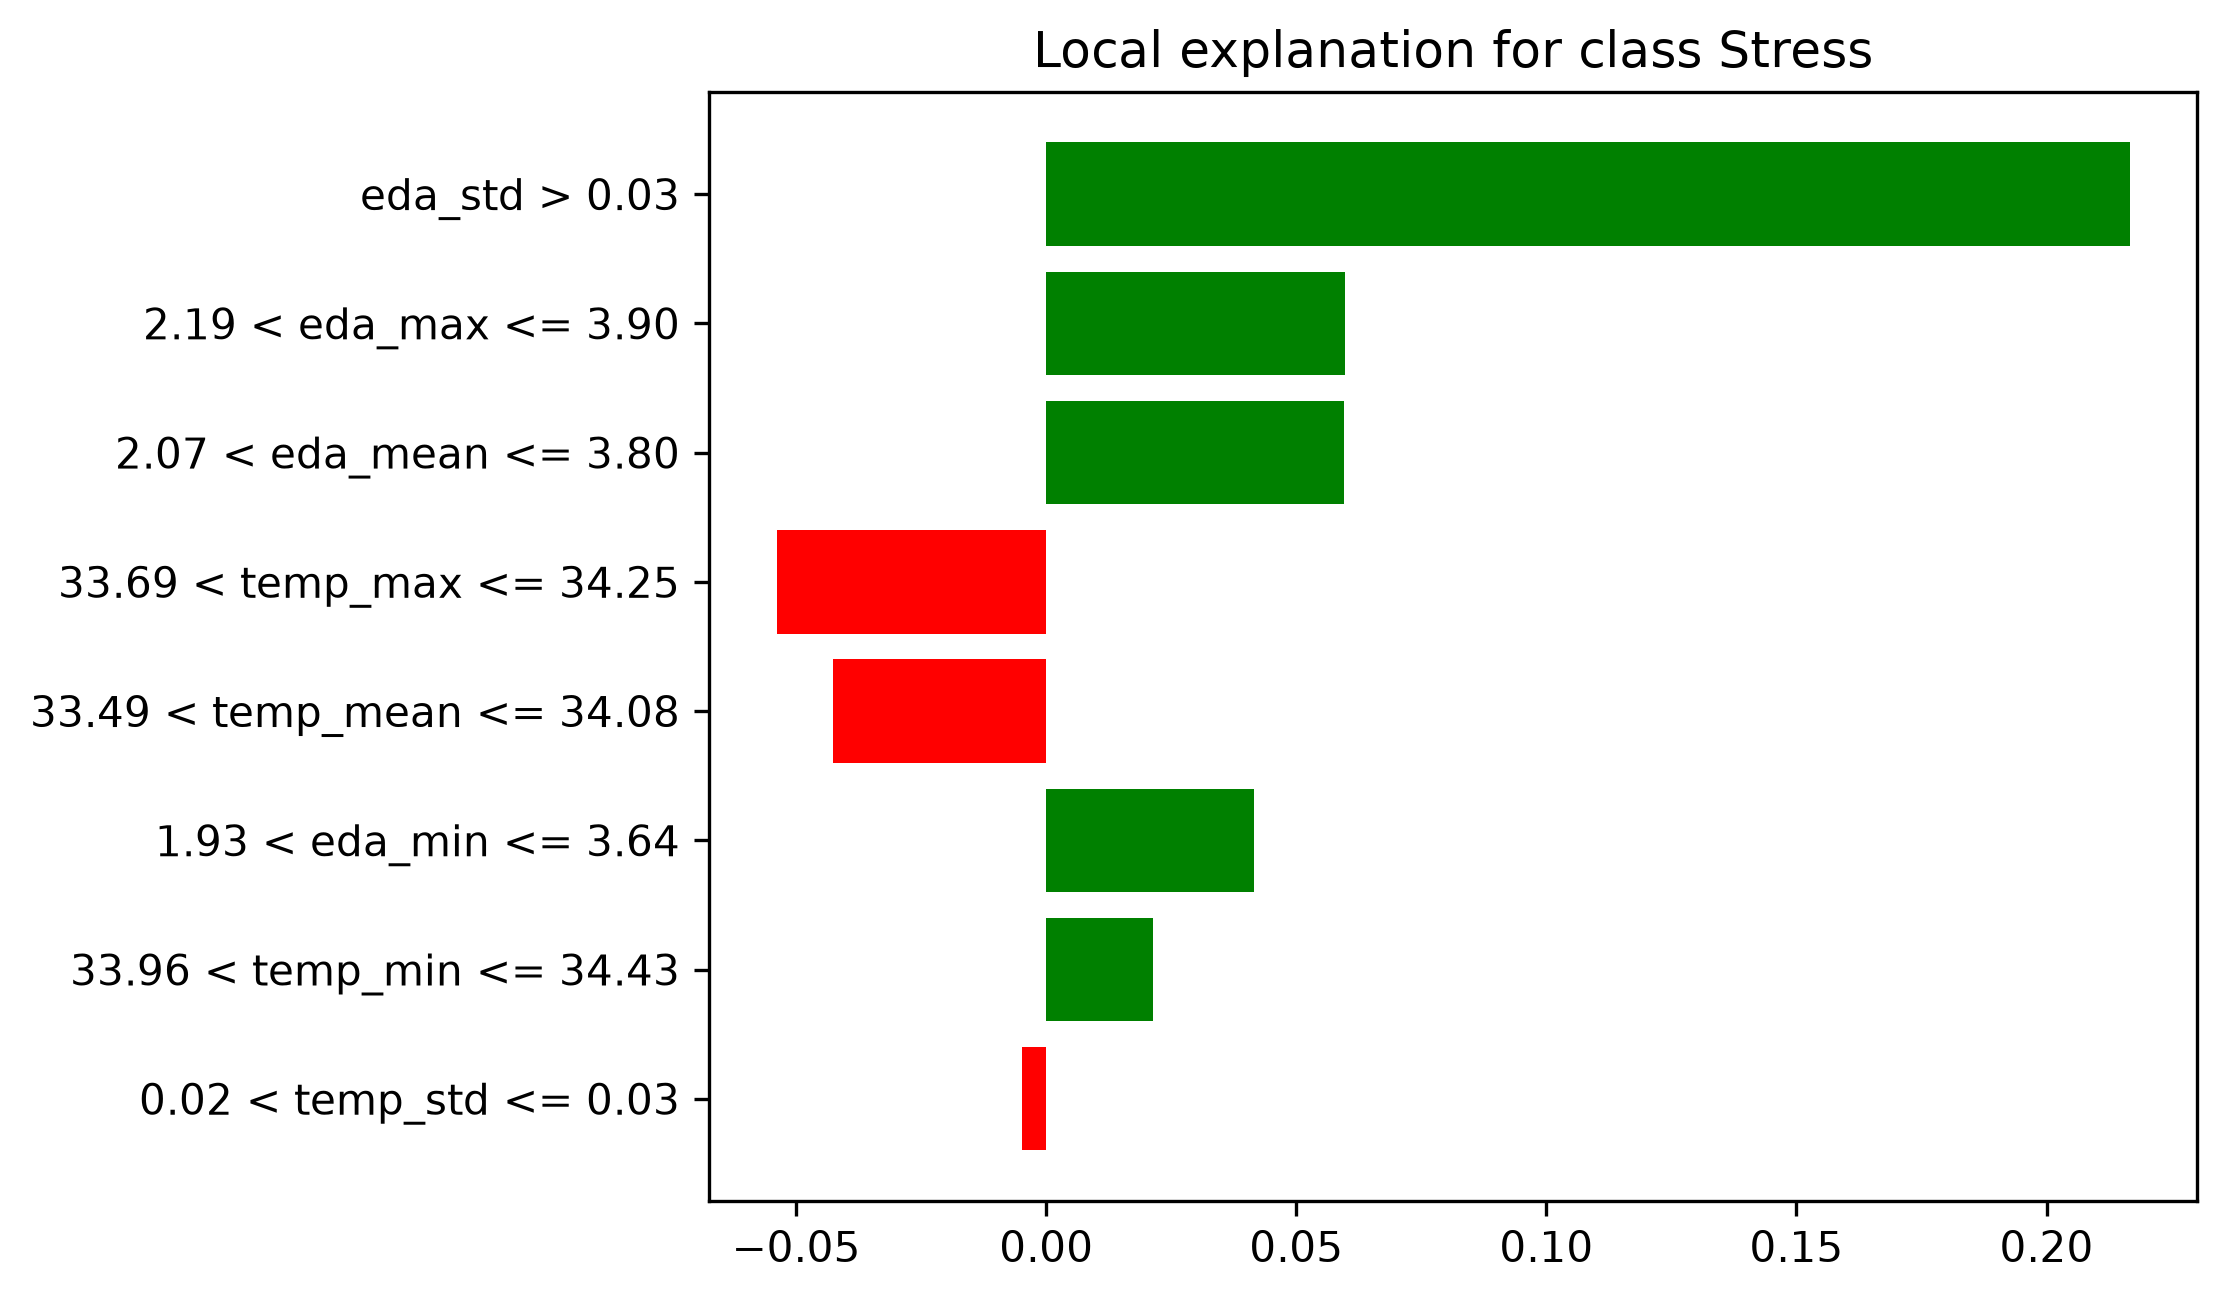 Local explanation for class Stress
eda_std > 0.03
2.19 < eda_max <= 3.90
2.07 < eda_mean <= 3.80
33.69 < temp_max <= 34.25
33.49 < temp_mean <= 34.08
1.93 < eda_min <= 3.64
33.96 < temp_min <= 34.43
0.02 < temp_std <= 0.03
−0.05 0.00 0.05 0.10 0.15 0.20